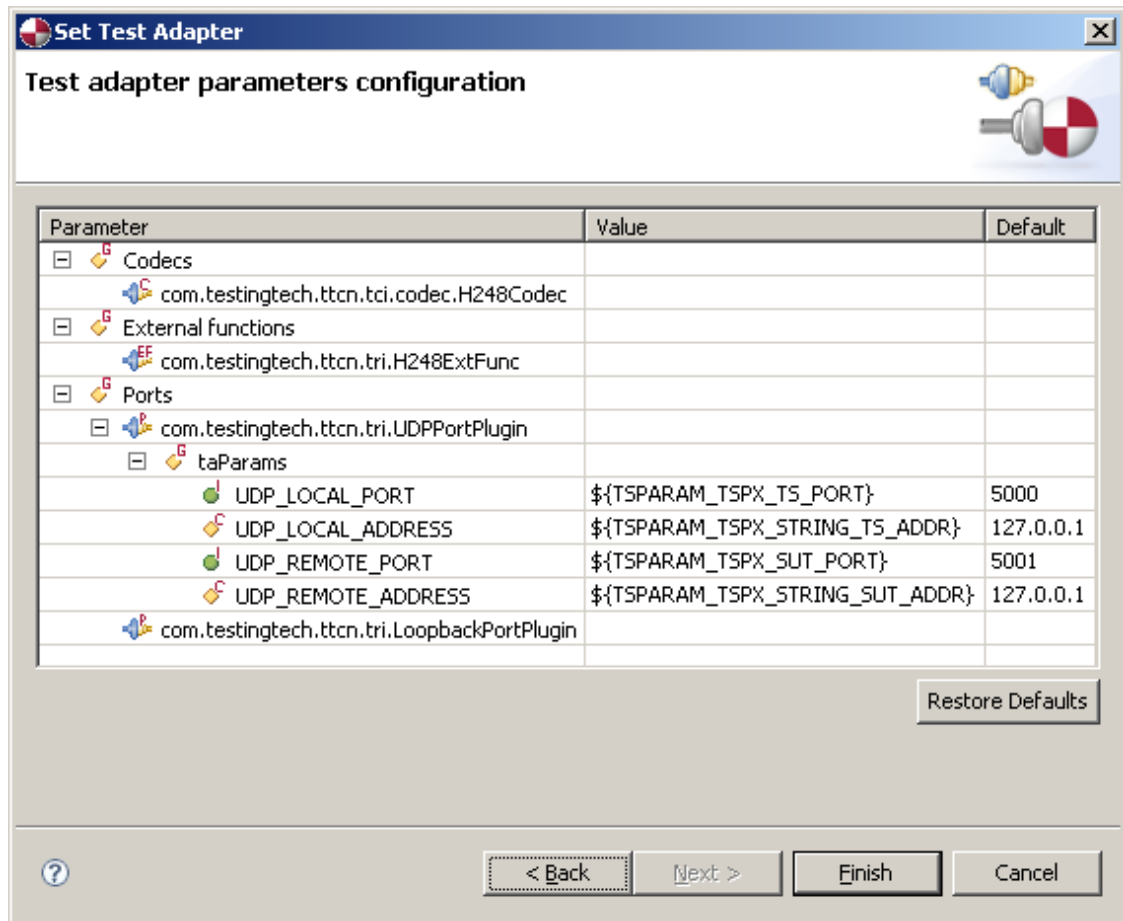 Set Test Adapter
Test adapter parameters configuration
Parameter Value Default
G Codecs
C com.testingtech.ttcn.tci.codec.H248Codec
G External functions
EF com.testingtech.ttcn.tri.H248ExtFunc
G Ports
P com.testingtech.ttcn.tri.UDPPortPlugin
G taParams
I UDP_LOCAL_PORT ${TSPARAM_TSPX_TS_PORT} 5000
C UDP_LOCAL_ADDRESS ${TSPARAM_TSPX_STRING_TS_ADDR} 127.0.0.1
I UDP_REMOTE_PORT ${TSPARAM_TSPX_SUT_PORT} 5001
C UDP_REMOTE_ADDRESS ${TSPARAM_TSPX_STRING_SUT_ADDR} 127.0.0.1
P com.testingtech.ttcn.tri.LoopbackPortPlugin
Restore Defaults
? < Back Next > Finish Cancel